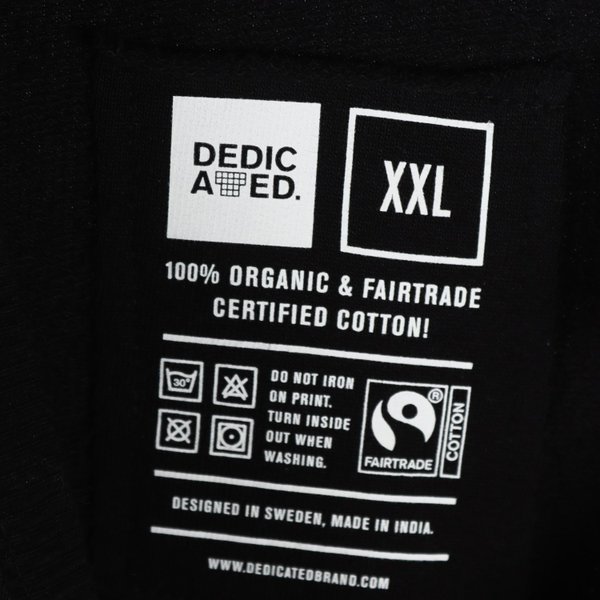 DEDIC
ATED.
XXL
100% ORGANIC & FAIRTRADE
CERTIFIED COTTON!
30°
DO NOT IRON
ON PRINT.
TURN INSIDE
OUT WHEN
WASHING.
®
FAIRTRADE
COTTON
DESIGNED IN SWEDEN, MADE IN INDIA.
WWW.DEDICATEDBRAND.COM